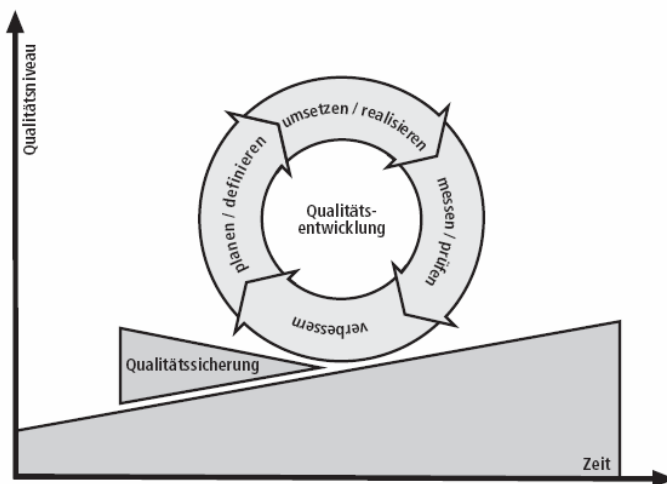 Qualitätsniveau
umsetzen / realisieren
planen / definieren
messen / prüfen
Qualitäts-
entwicklung
verbessern
Qualitätssicherung
Zeit